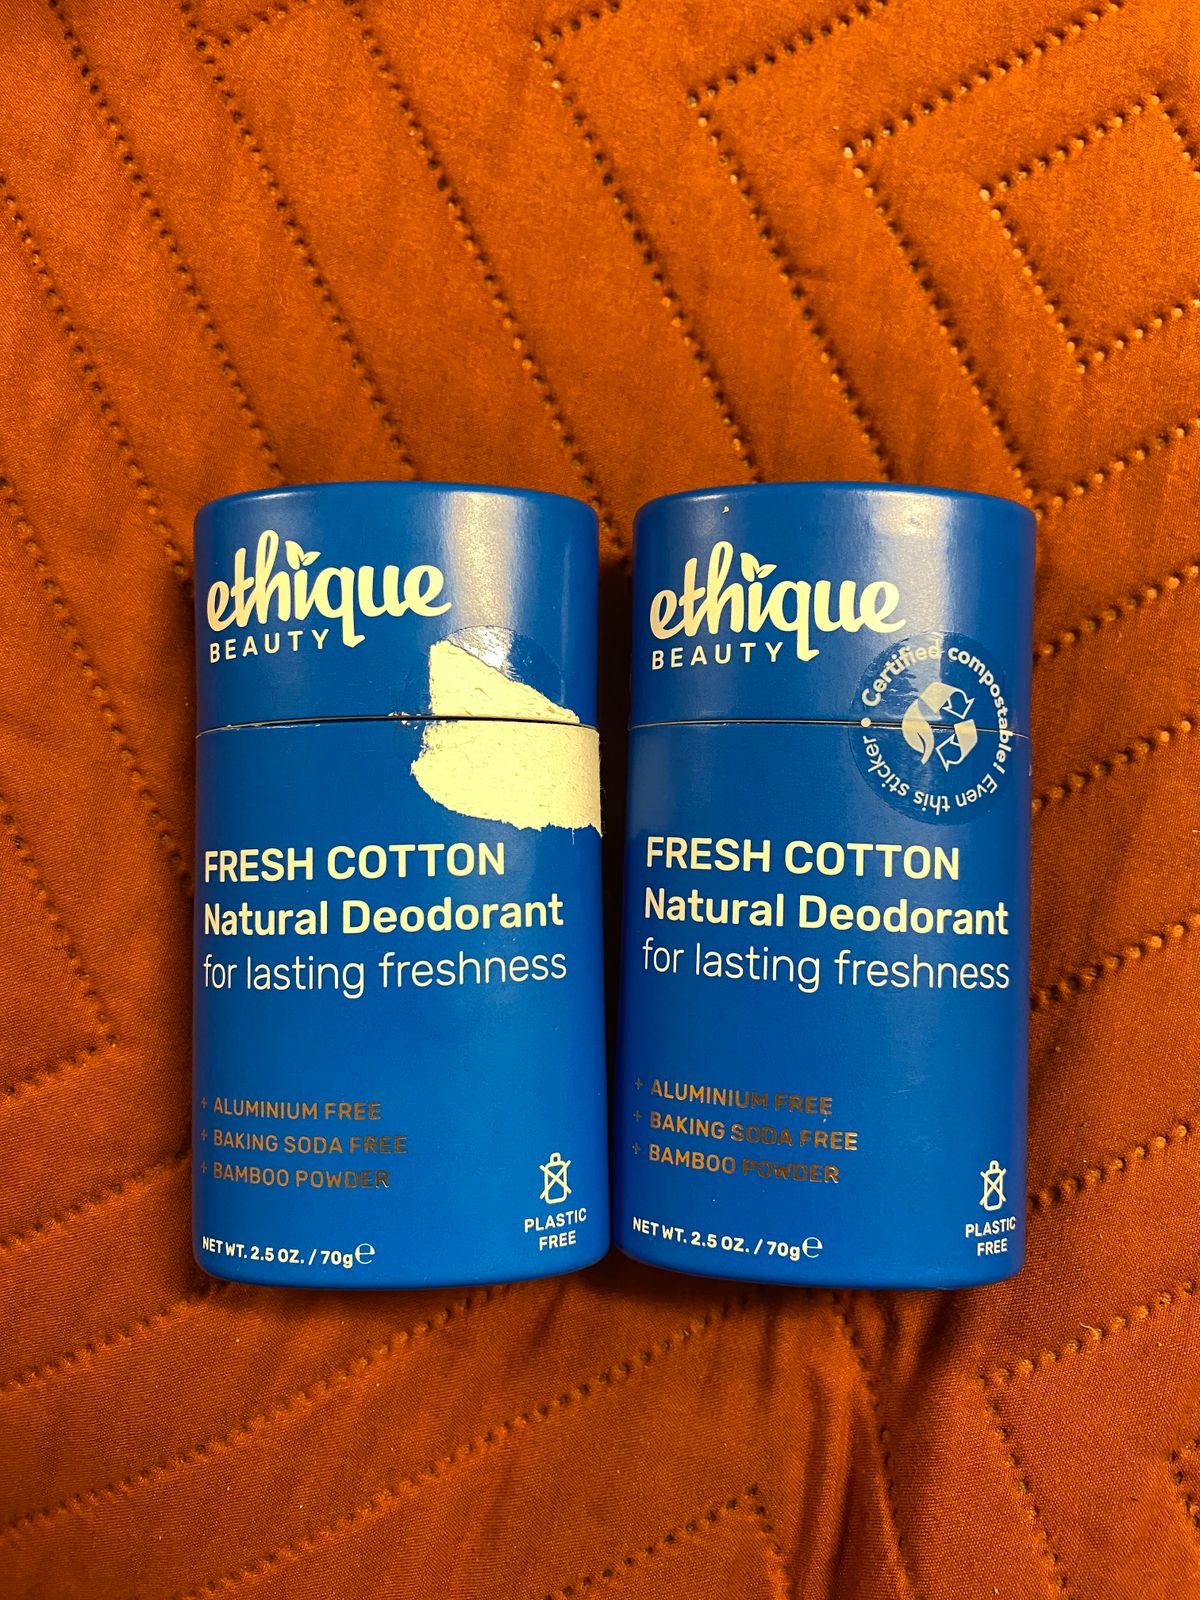 ethique
BEAUTY
FRESH COTTON
Natural Deodorant
for lasting freshness
+ ALUMINIUM FREE
+ BAKING SODA FREE
+ BAMBOO POWDER
NET WT. 2.5 OZ. / 70g℮
PLASTIC
FREE
ethique
BEAUTY
Certified compostable! Even this sticker •
FRESH COTTON
Natural Deodorant
for lasting freshness
+ ALUMINIUM FREE
+ BAKING SODA FREE
+ BAMBOO POWDER
NET WT. 2.5 OZ. / 70g℮
PLASTIC
FREE